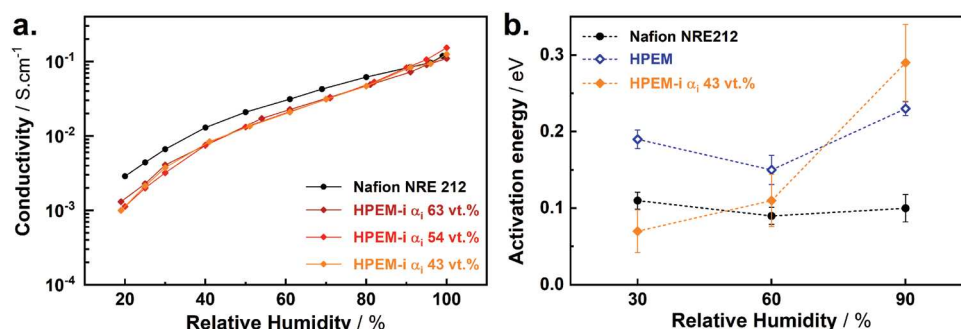 a.
Conductivity / S.cm⁻¹
10⁰
10⁻¹
10⁻²
10⁻³
10⁻⁴
Nafion NRE 212
HPEM-i αᵢ 63 vt.%
HPEM-i αᵢ 54 vt.%
HPEM-i αᵢ 43 vt.%
20 40 60 80 100
Relative Humidity / %
b.
Activation energy / eV
0.3
0.2
0.1
0.0
Nafion NRE212
HPEM
HPEM-i αᵢ 43 vt.%
30 60 90
Relative Humidity / %